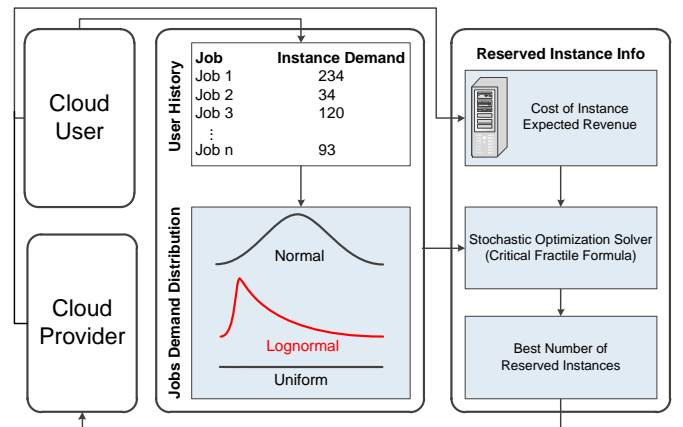 Cloud
User
Cloud
Provider
User History
Job Instance Demand
Job 1 234
Job 2 34
Job 3 120
⋮
Job n 93
Jobs Demand Distribution
Normal
Lognormal
Uniform
Reserved Instance Info
Cost of Instance
Expected Revenue
Stochastic Optimization Solver
(Critical Fractile Formula)
Best Number of
Reserved Instances